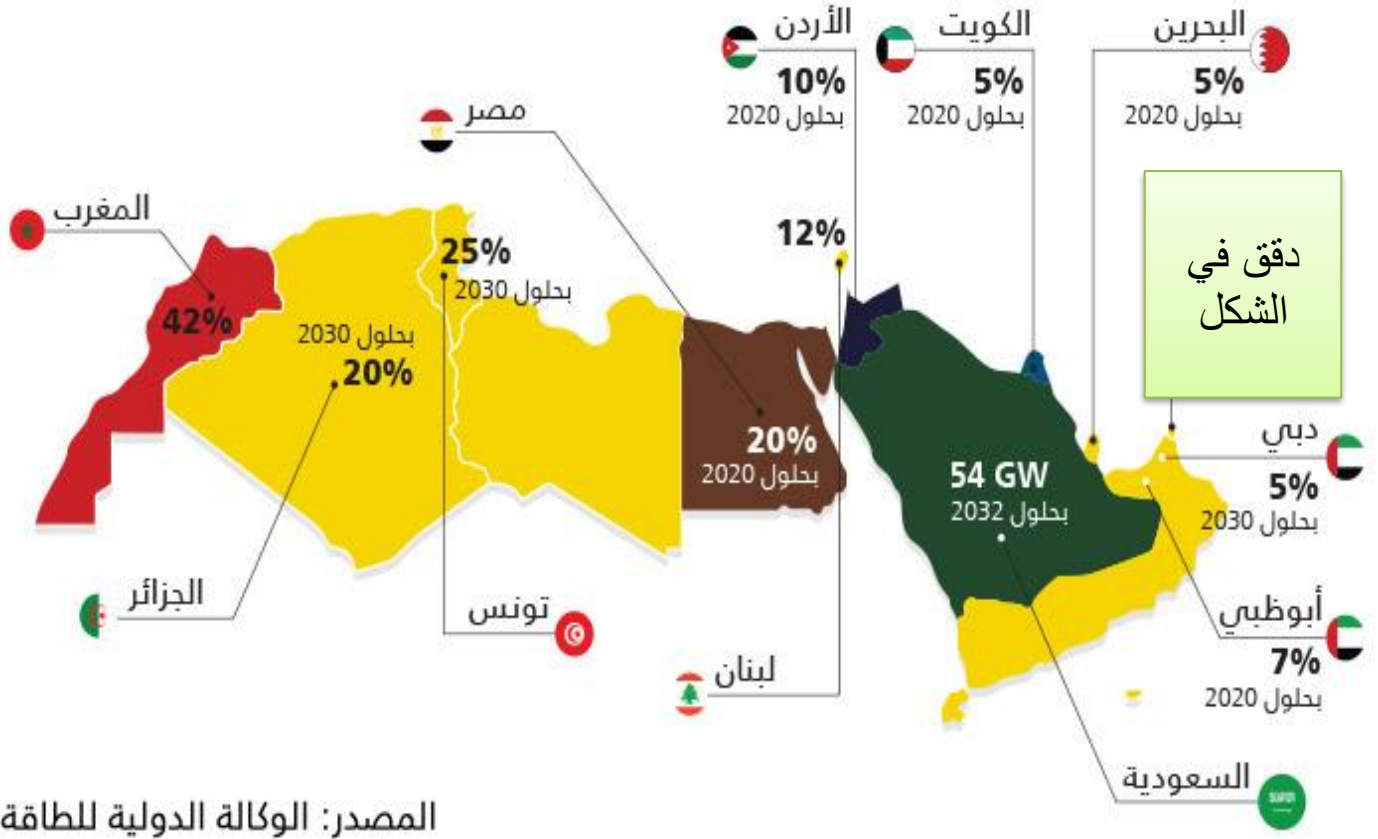 البحرين
5%
بحلول 2020
الكويت
5%
بحلول 2020
الأردن
10%
بحلول 2020
مصر
المغرب
دقق في
الشكل
12%
25%
بحلول 2030
42%
بحلول 2030
20%
دبي
5%
بحلول 2030
20%
بحلول 2020
54 GW
بحلول 2032
أبوظبي
7%
بحلول 2020
تونس
الجزائر
لبنان
السعودية
المصدر: الوكالة الدولية للطاقة